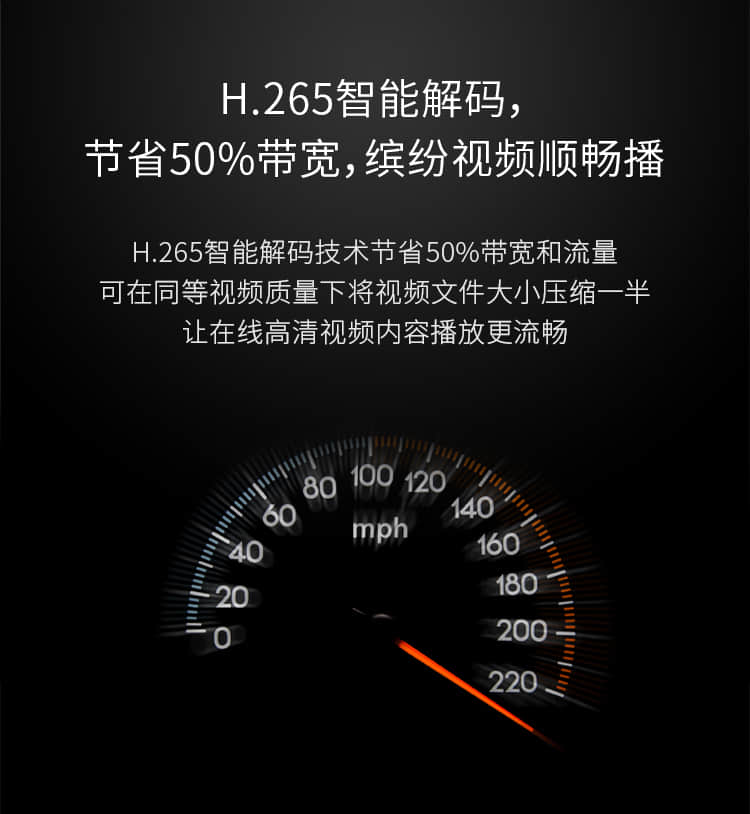 H.265智能解码，
节省50%带宽，缤纷视频顺畅播
H.265智能解码技术节省50%带宽和流量
可在同等视频质量下将视频文件大小压缩一半
让在线高清视频内容播放更流畅
0
20
40
60
80
100
120
140
160
180
200
220
mph